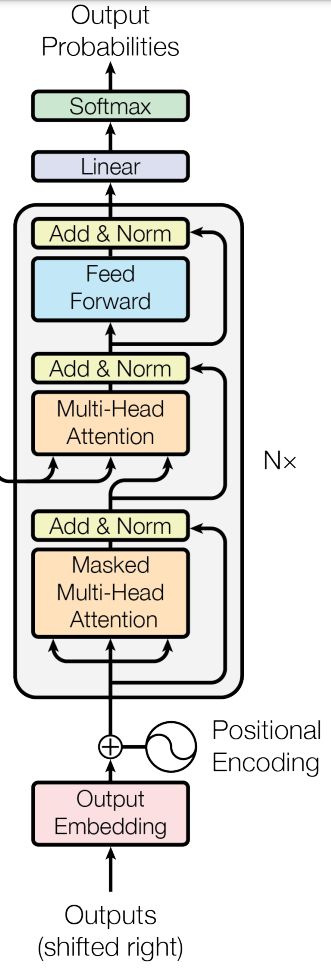 Output
Probabilities
Softmax
Linear
Add & Norm
Feed
Forward
Add & Norm
Multi-Head
Attention
N×
Add & Norm
Masked
Multi-Head
Attention
Positional
Encoding
Output
Embedding
Outputs
(shifted right)